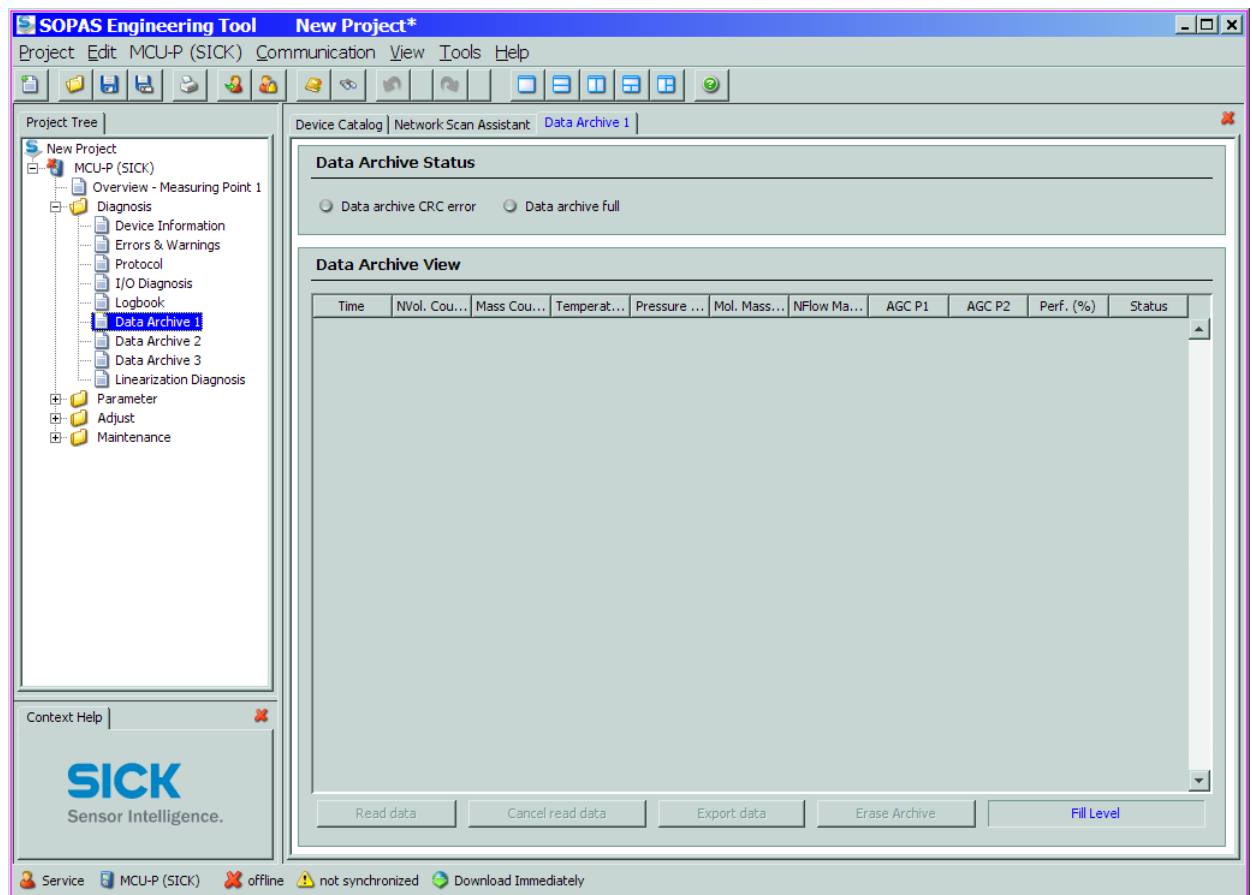 SOPAS Engineering Tool New Project*
Project Edit MCU-P (SICK) Communication View Tools Help
Project Tree
New Project
MCU-P (SICK)
Overview - Measuring Point 1
Diagnosis
Device Information
Errors & Warnings
Protocol
I/O Diagnosis
Logbook
Data Archive 1
Data Archive 2
Data Archive 3
Linearization Diagnosis
Parameter
Adjust
Maintenance
Context Help
SICK
Sensor Intelligence.
Device Catalog Network Scan Assistant Data Archive 1
Data Archive Status
Data archive CRC error Data archive full
Data Archive View
Time NVol. Cou... Mass Cou... Temperat... Pressure ... Mol. Mass... NFlow Ma... AGC P1 AGC P2 Perf. (%) Status
Read data Cancel read data Export data Erase Archive Fill Level
Service MCU-P (SICK) offline not synchronized Download Immediately